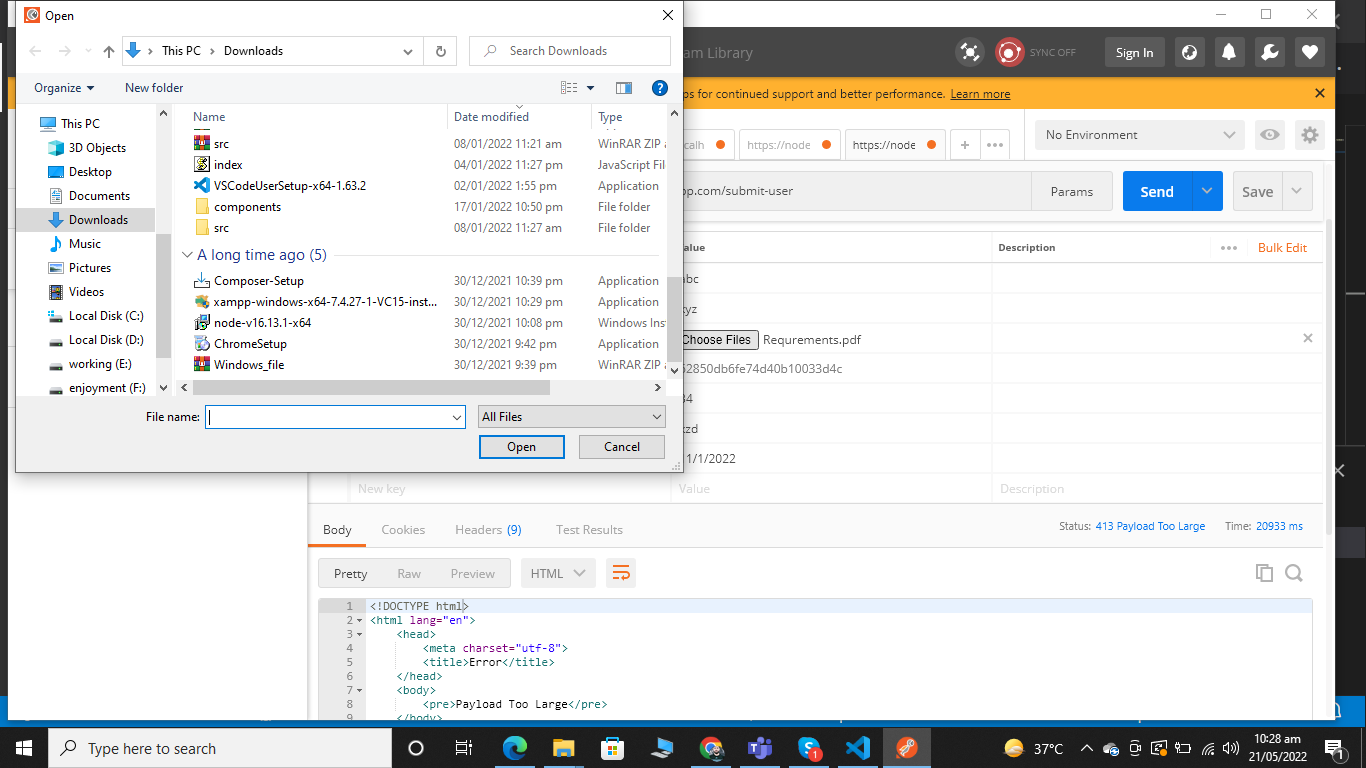 Open
This PC
Downloads
Search Downloads
Organize
New folder
This PC
3D Objects
Desktop
Documents
Downloads
Music
Pictures
Videos
Local Disk (C:)
Local Disk (D:)
working (E:)
enjoyment (F:)
Name Date modified Type
src 08/01/2022 11:21 am WinRAR ZIP a
index 04/01/2022 11:27 pm JavaScript Fil
VSCodeUserSetup-x64-1.63.2 02/01/2022 1:55 pm Application
components 17/01/2022 10:50 pm File folder
src 08/01/2022 11:27 am File folder
A long time ago (5)
Composer-Setup 30/12/2021 10:39 pm Application
xampp-windows-x64-7.4.27-1-VC15-inst... 30/12/2021 10:29 pm Application
node-v16.13.1-x64 30/12/2021 10:08 pm Windows Inst
ChromeSetup 30/12/2021 9:42 pm Application
Windows_file 30/12/2021 9:39 pm WinRAR ZIP a
File name:
All Files
Open
Cancel
am Library
SYNC OFF
Sign In
ps for continued support and better performance. Learn more
calh
https://node
https://node
No Environment
pp.com/submit-user
Params
Send
Save
alue Description Bulk Edit
abc
xyz
Choose Files Requrements.pdf
62850db6fe74d40b10033d4c
34
xzd
11/1/2022
New key Value Description
Body Cookies Headers (9) Test Results
Status: 413 Payload Too Large Time: 20933 ms
Pretty Raw Preview HTML
1 <!DOCTYPE html>
2 <html lang="en">
3 <head>
4 <meta charset="utf-8">
5 <title>Error</title>
6 </head>
7 <body>
8 <pre>Payload Too Large</pre>
9 </body>
Type here to search
1
37°C
10:28 am
21/05/2022
1